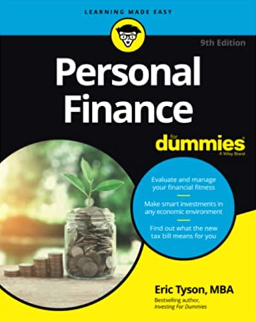 LEARNING MADE EASY
9th Edition
Personal
Finance
for
dummies
A Wiley Brand
Evaluate and manage
your financial fitness
Make smart investments in
any economic environment
Find out what the new
tax bill means for you
Eric Tyson, MBA
Bestselling author,
Investing For Dummies